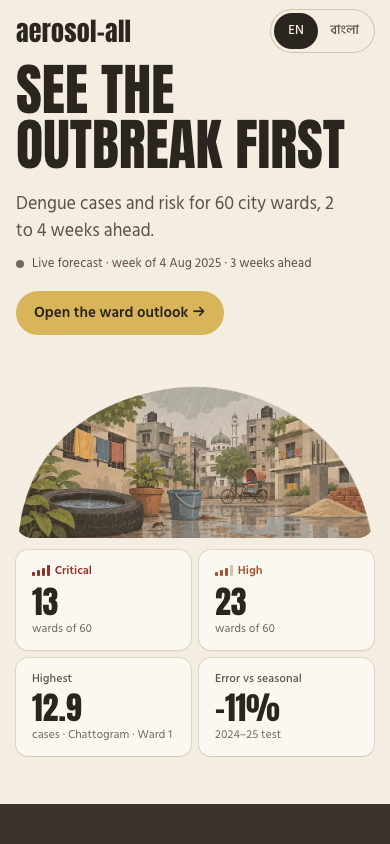 aerosol-all
EN
বাংলা
SEE THE
OUTBREAK FIRST
Dengue cases and risk for 60 city wards, 2
to 4 weeks ahead.
Live forecast · week of 4 Aug 2025 · 3 weeks ahead
Open the ward outlook →
Critical
13
wards of 60
High
23
wards of 60
Highest
12.9
cases · Chattogram · Ward 1
Error vs seasonal
-11%
2024–25 test